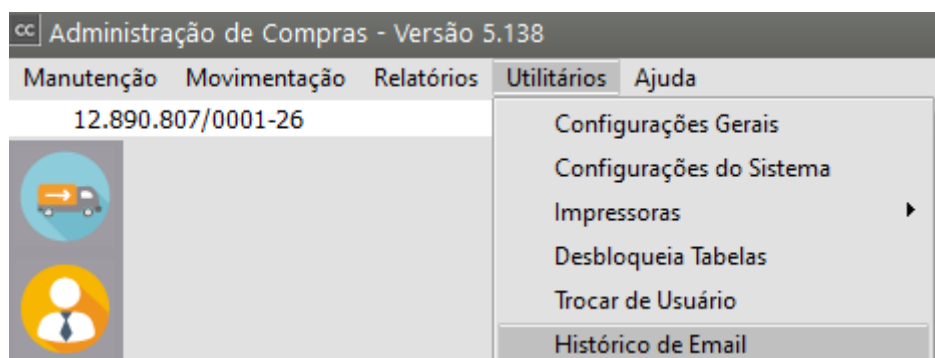 cc Administração de Compras - Versão 5.138
Manutenção Movimentação Relatórios Utilitários Ajuda
12.890.807/0001-26
Configurações Gerais
Configurações do Sistema
Impressoras
Desbloqueia Tabelas
Trocar de Usuário
Histórico de Email